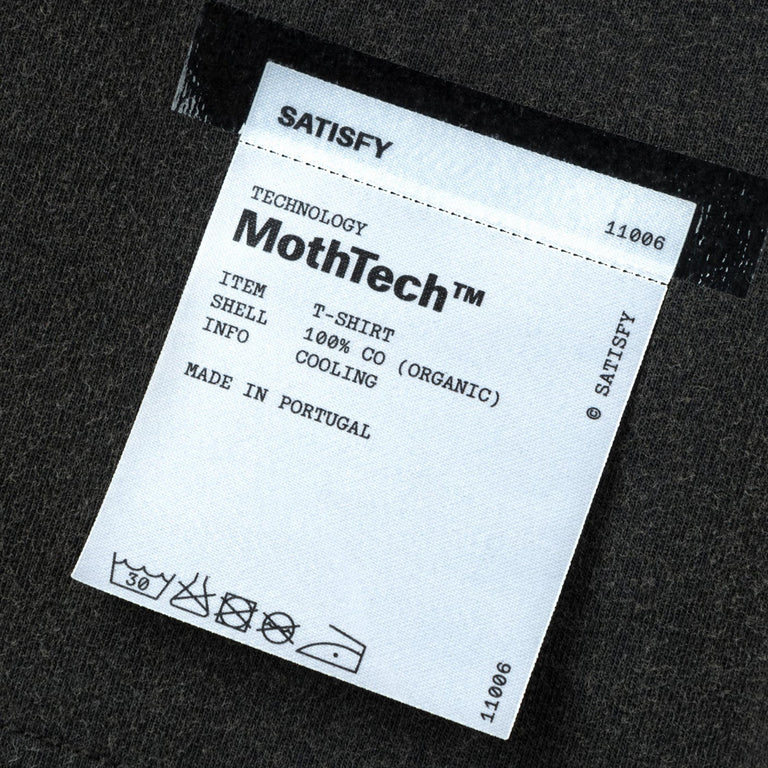 SATISFY
11006
TECHNOLOGY
MothTech™
ITEM T-SHIRT
SHELL 100% CO (ORGANIC)
INFO COOLING
MADE IN PORTUGAL
© SATISFY
30
11006